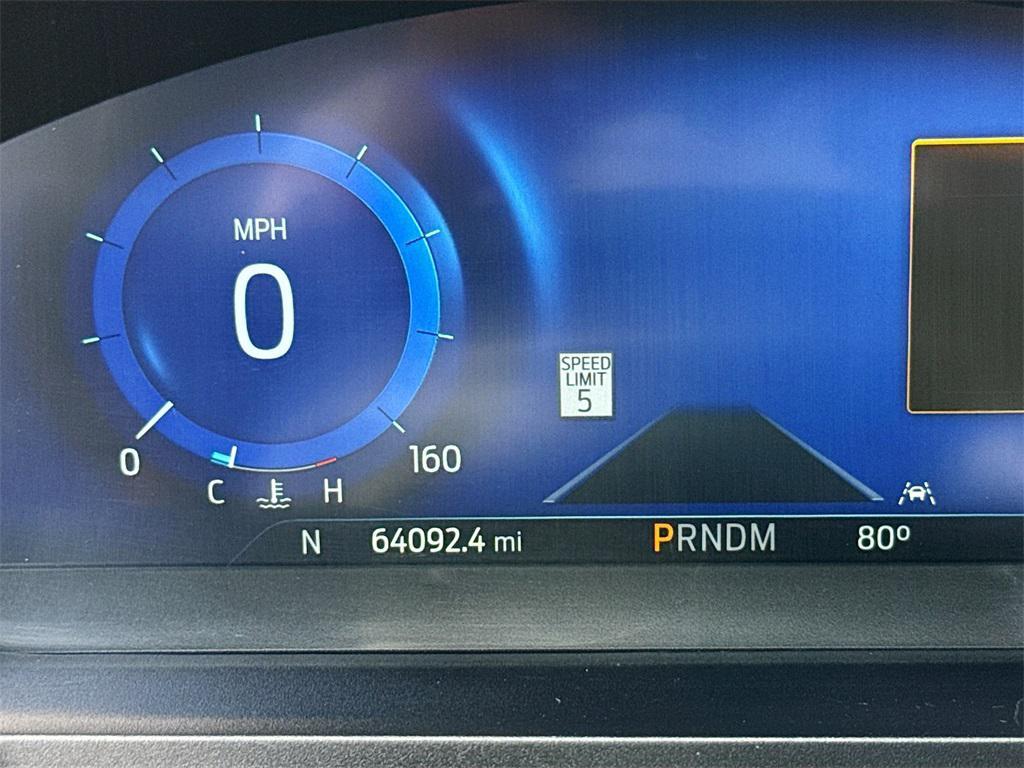 MPH
0
SPEED
LIMIT
5
0
160
C H
N 64092.4 mi PRNDM 80º